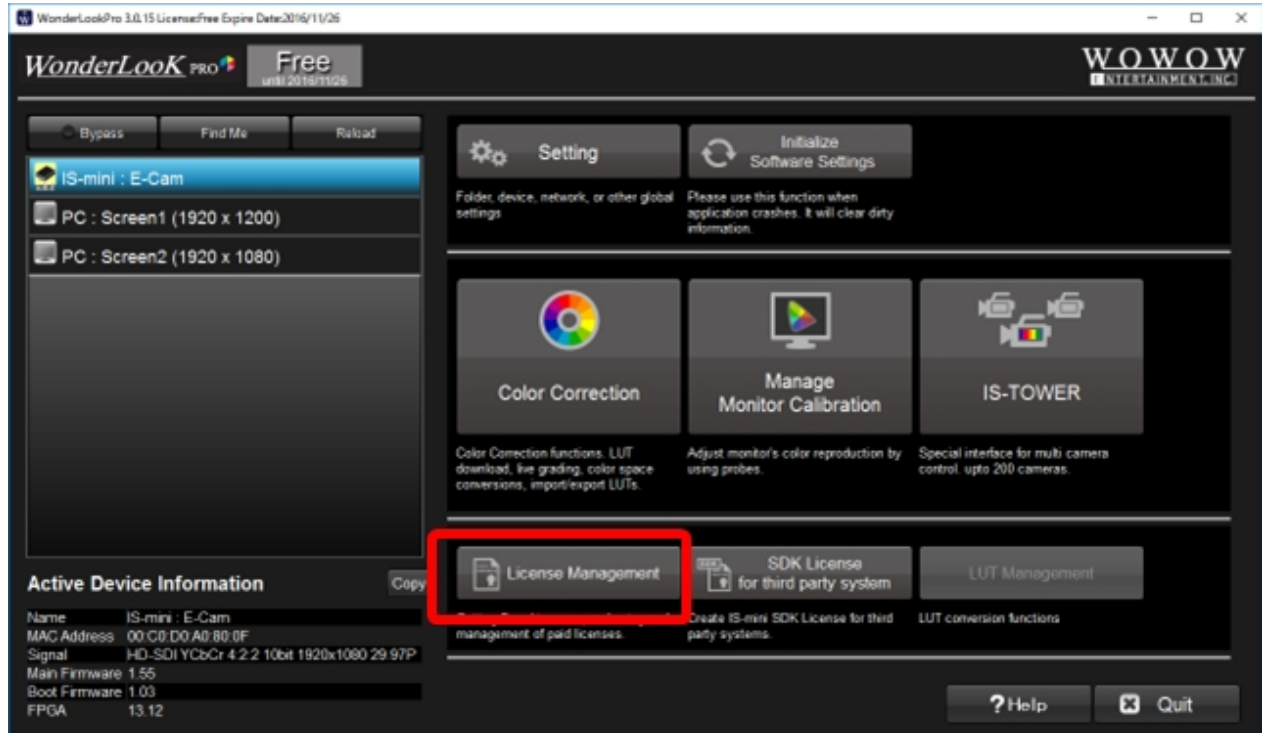 WonderLookPro 3.0.15 License:Free Expire Date:2016/11/26
WonderLooK PRO
Free
until 2016/11/26
WOWOW
ENTERTAINMENT, INC.
Bypass
Find Me
Reload
IS-mini : E-Cam
PC : Screen1 (1920 x 1200)
PC : Screen2 (1920 x 1080)
Active Device Information
Copy
Name IS-mini : E-Cam
MAC Address 00:C0:D0:A0:80:0F
Signal HD-SDI YCbCr 4:2:2 10bit 1920x1080 29.97P
Main Firmware 1.55
Boot Firmware 1.03
FPGA 13.12
Setting
Folder, device, network, or other global
settings
Initialize
Software Settings
Please use this function when
application crashes. It will clear dirty
information.
Color Correction
Color Correction functions. LUT
download, live grading, color space
conversions, import/export LUTs.
Manage
Monitor Calibration
Adjust monitor's color reproduction by
using probes.
IS-TOWER
Special interface for multi camera
control. upto 200 cameras.
License Management
management of paid licenses.
SDK License
for third party system
Create IS-mini SDK License for third
party systems.
LUT Management
LUT conversion functions
? Help
Quit